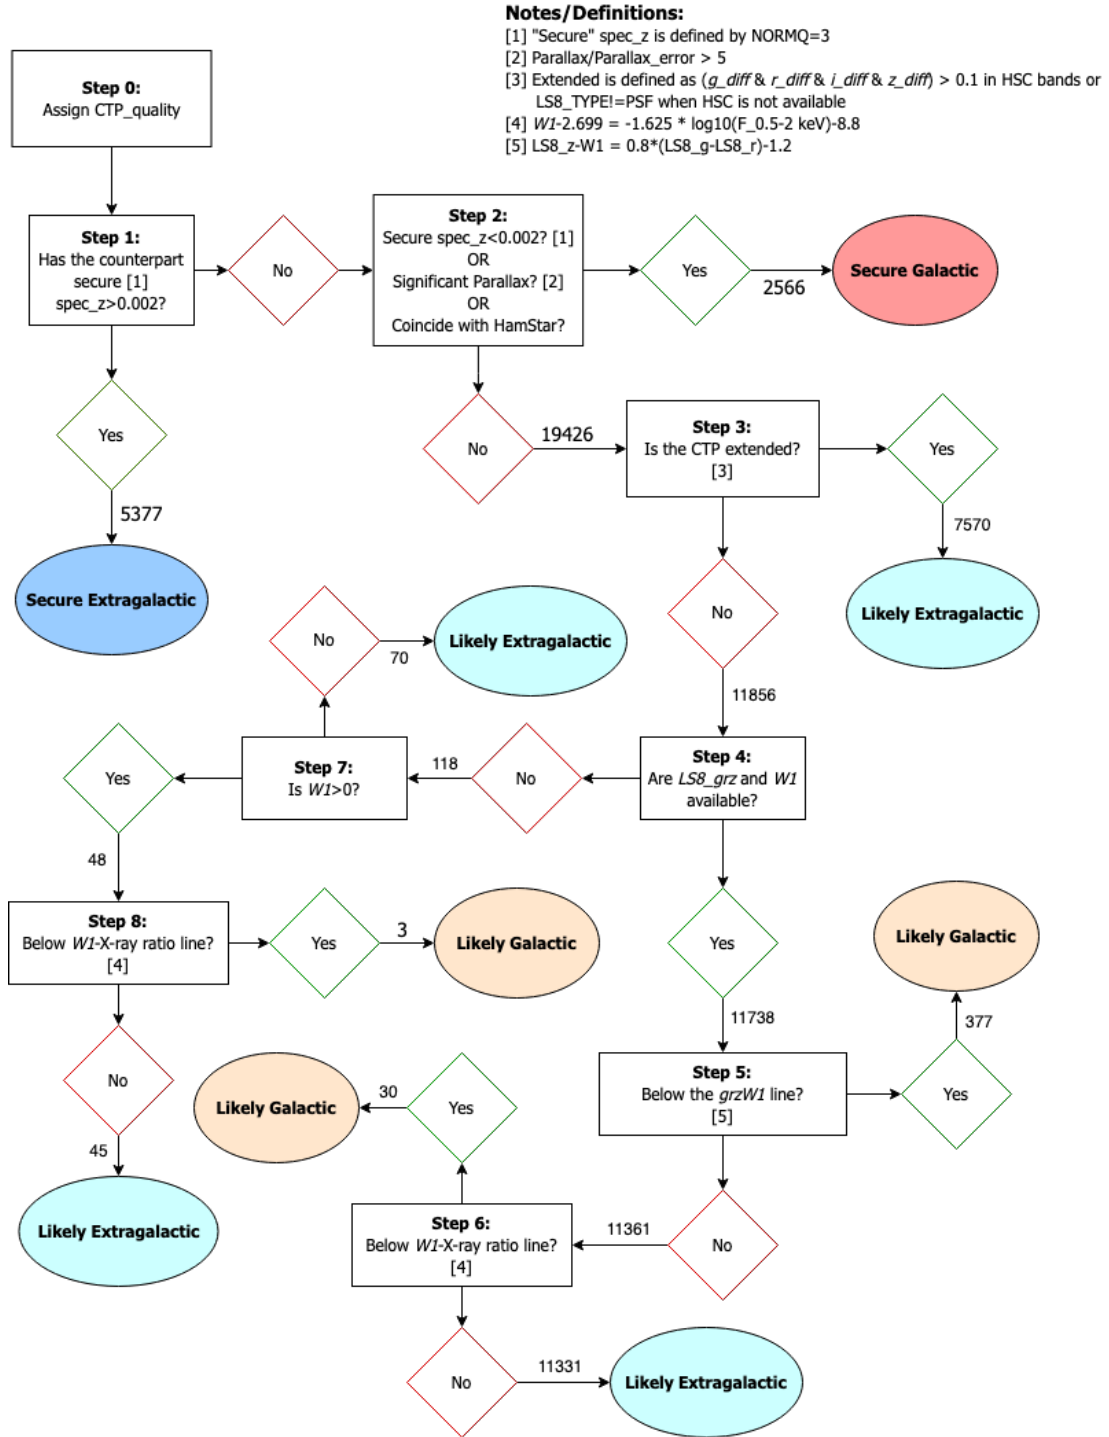 Notes/Definitions:
[1] "Secure" spec_z is defined by NORMQ=3
[2] Parallax/Parallax_error > 5
[3] Extended is defined as (g_diff & r_diff & i_diff & z_diff) > 0.1 in HSC bands or
LS8_TYPE!=PSF when HSC is not available
[4] W1-2.699 = -1.625 * log10(F_0.5-2 keV)-8.8
[5] LS8_z-W1 = 0.8*(LS8_g-LS8_r)-1.2
Step 0:
Assign CTP_quality
Step 1:
Has the counterpart
secure [1]
spec_z>0.002?
No
Step 2:
Secure spec_z<0.002? [1]
OR
Significant Parallax? [2]
OR
Coincide with HamStar?
Yes
2566
Secure Galactic
Yes
5377
Secure Extragalactic
No
19426
Step 3:
Is the CTP extended?
[3]
Yes
7570
Likely Extragalactic
No
11856
Step 4:
Are LS8_grz and W1
available?
No
118
Step 7:
Is W1>0?
No
70
Likely Extragalactic
Yes
48
Step 8:
Below W1-X-ray ratio line?
[4]
Yes
3
Likely Galactic
No
45
Likely Extragalactic
Yes
11738
Step 5:
Below the grzW1 line?
[5]
Yes
377
Likely Galactic
No
11361
Step 6:
Below W1-X-ray ratio line?
[4]
Yes
30
Likely Galactic
No
11331
Likely Extragalactic